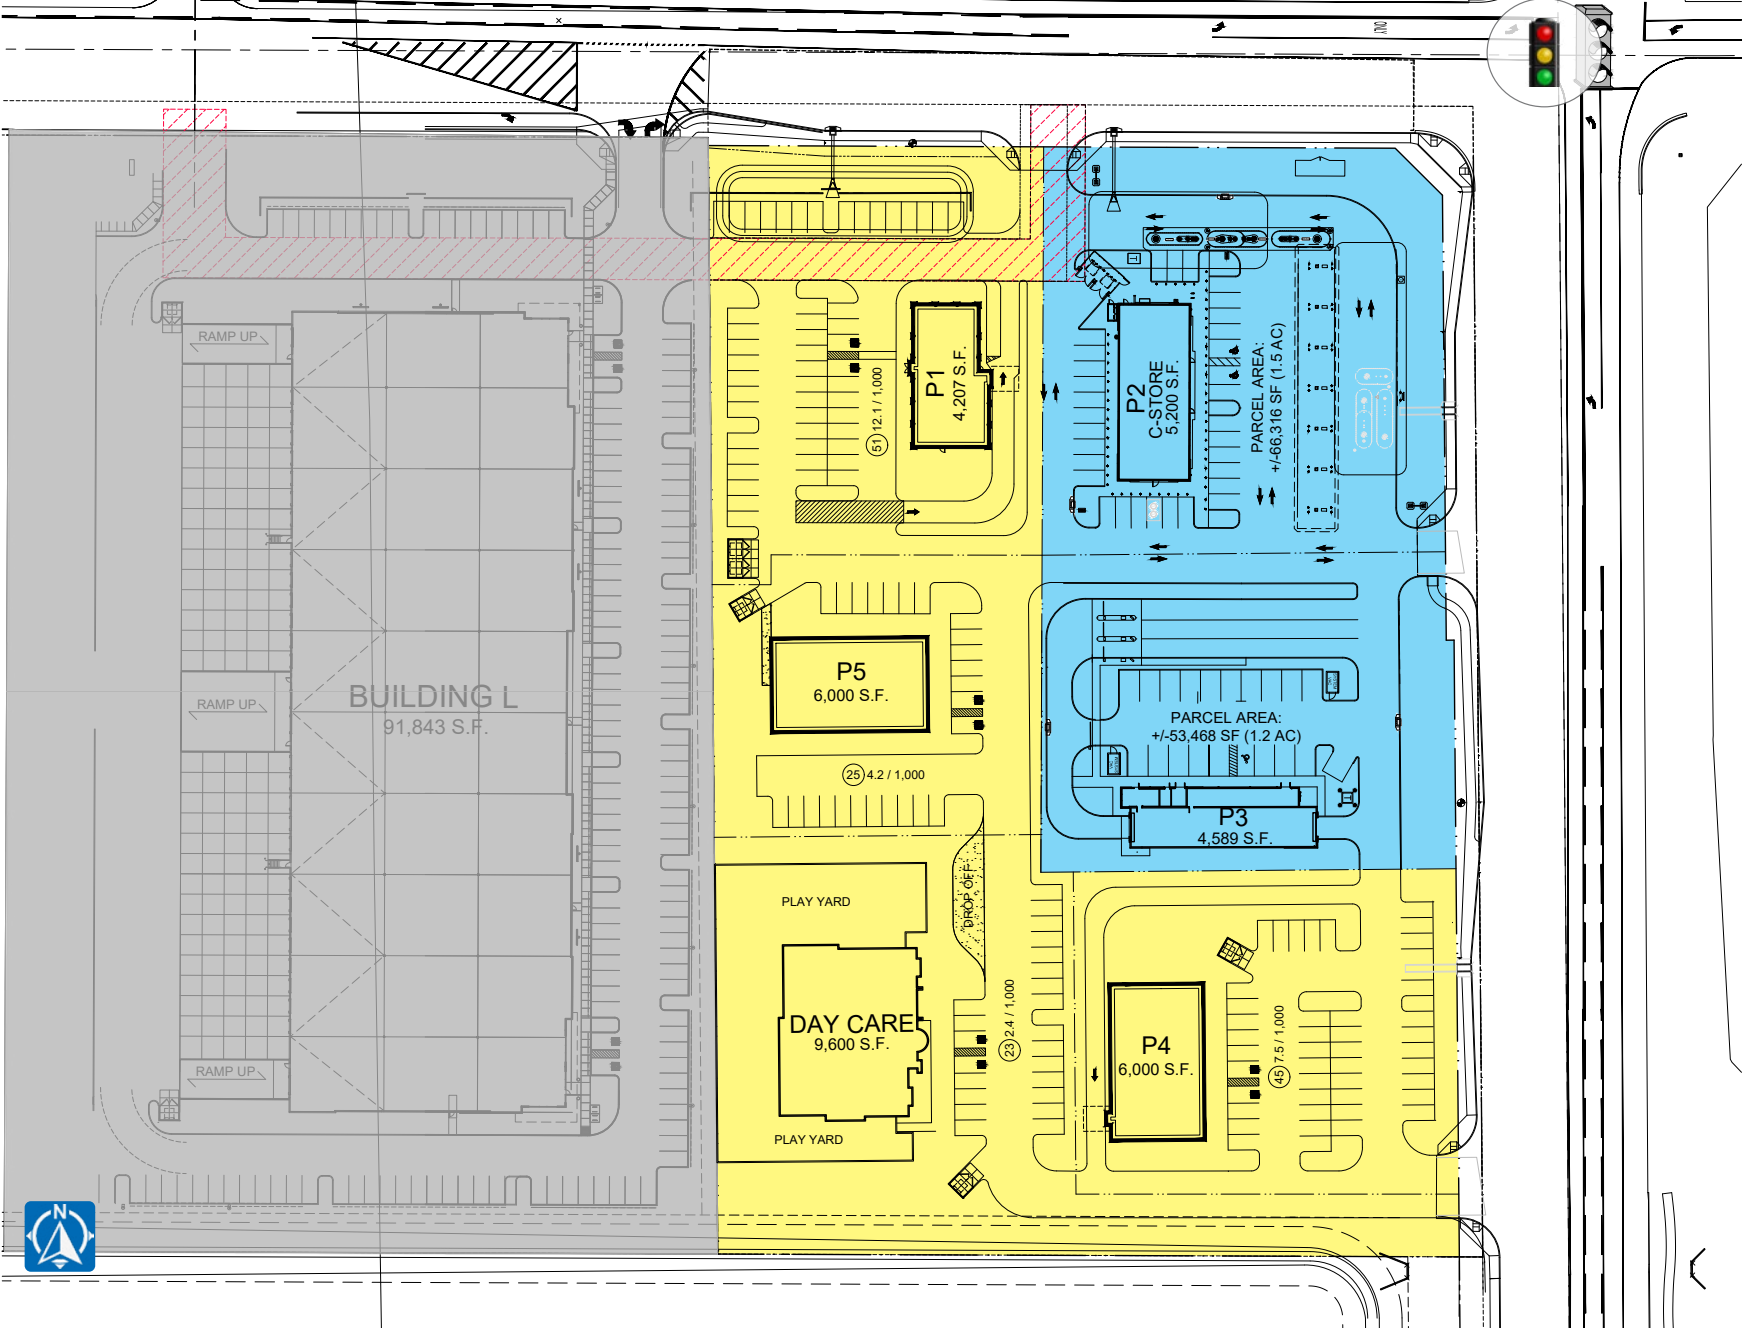 ONLY
RAMP UP
BUILDING L
91,843 S.F.
RAMP UP
RAMP UP
N
P1
4,207 S.F.
51 12.1 / 1,000
P2
C-STORE
5,200 S.F.
PARCEL AREA:
+/-66,316 SF (1.5 AC)
P5
6,000 S.F.
25 4.2 / 1,000
PARCEL AREA:
+/-53,468 SF (1.2 AC)
P3
4,589 S.F.
PLAY YARD
DROP OFF
DAY CARE
9,600 S.F.
PLAY YARD
23 2.4 / 1,000
P4
6,000 S.F.
45 7.5 / 1,000